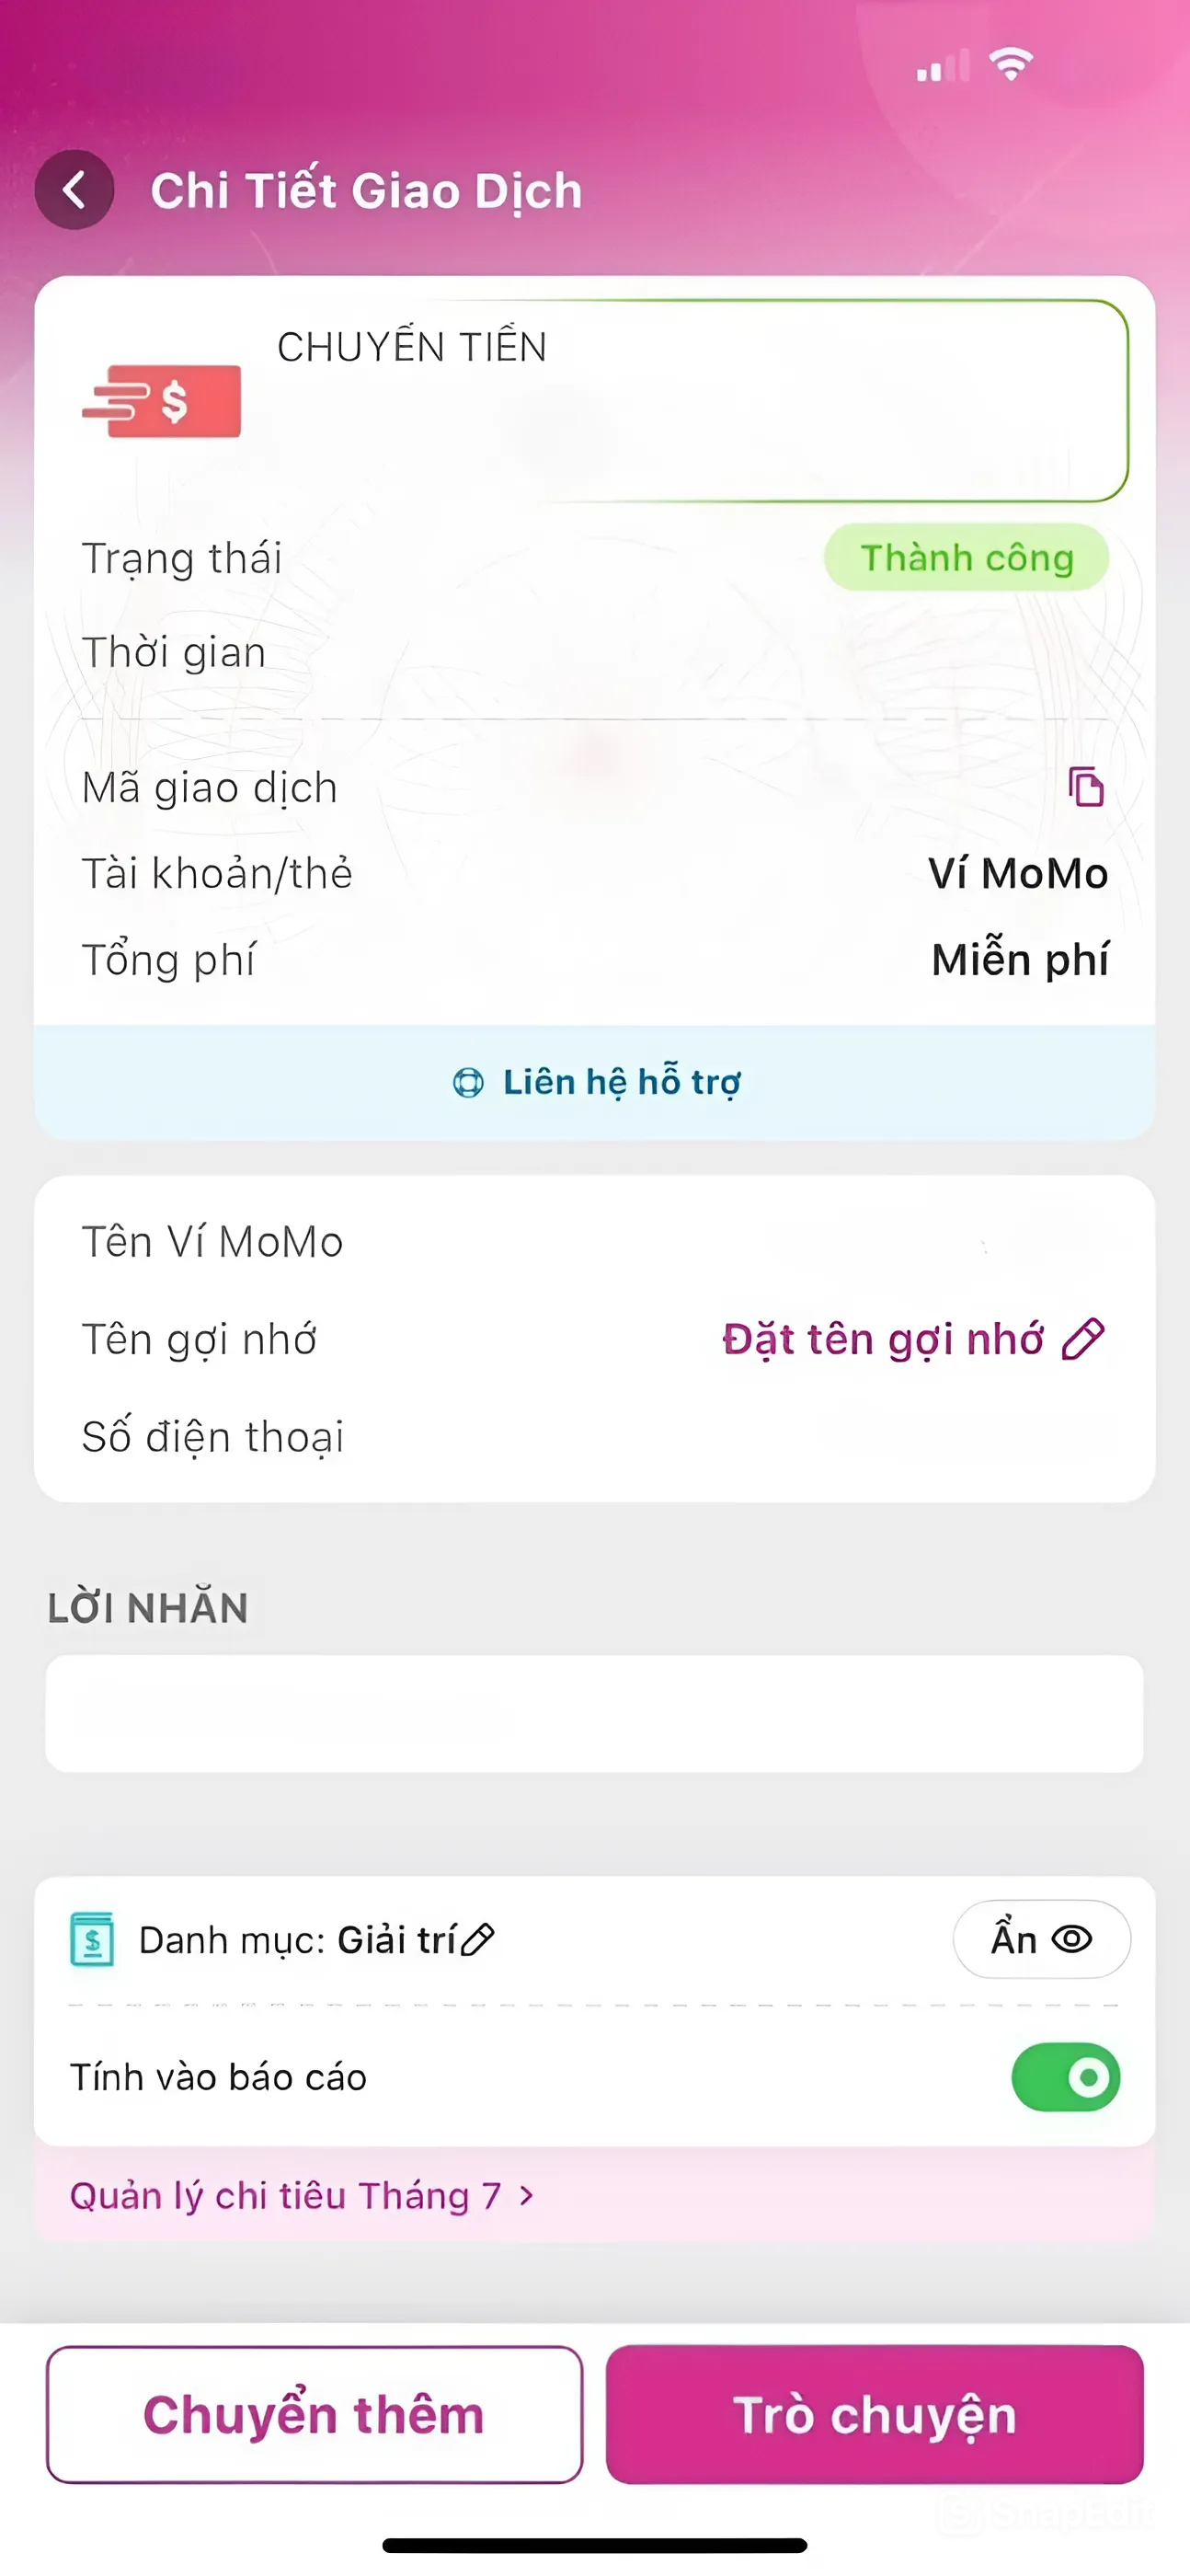 Chi Tiết Giao Dịch
CHUYẾN TIỀN
$
Trạng thái
Thành công
Thời gian
Mã giao dịch
Tài khoản/thẻ
Ví MoMo
Tổng phí
Miễn phí
Liên hệ hỗ trợ
Tên Ví MoMo
Tên gợi nhớ
Đặt tên gợi nhớ
Số điện thoại
LỜI NHẮN
$
Danh mục: Giải trí
Ẩn
Tính vào báo cáo
Quản lý chi tiêu Tháng 7 >
Chuyển thêm
Trò chuyện
SnapEdit